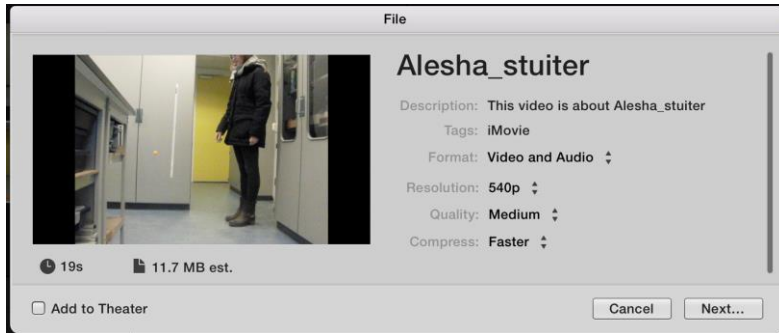 File
Alesha_stuiter
Description: This video is about Alesha_stuiter
Tags: iMovie
Format: Video and Audio
Resolution: 540p
Quality: Medium
Compress: Faster
19s 11.7 MB est.
Add to Theater
Cancel Next...